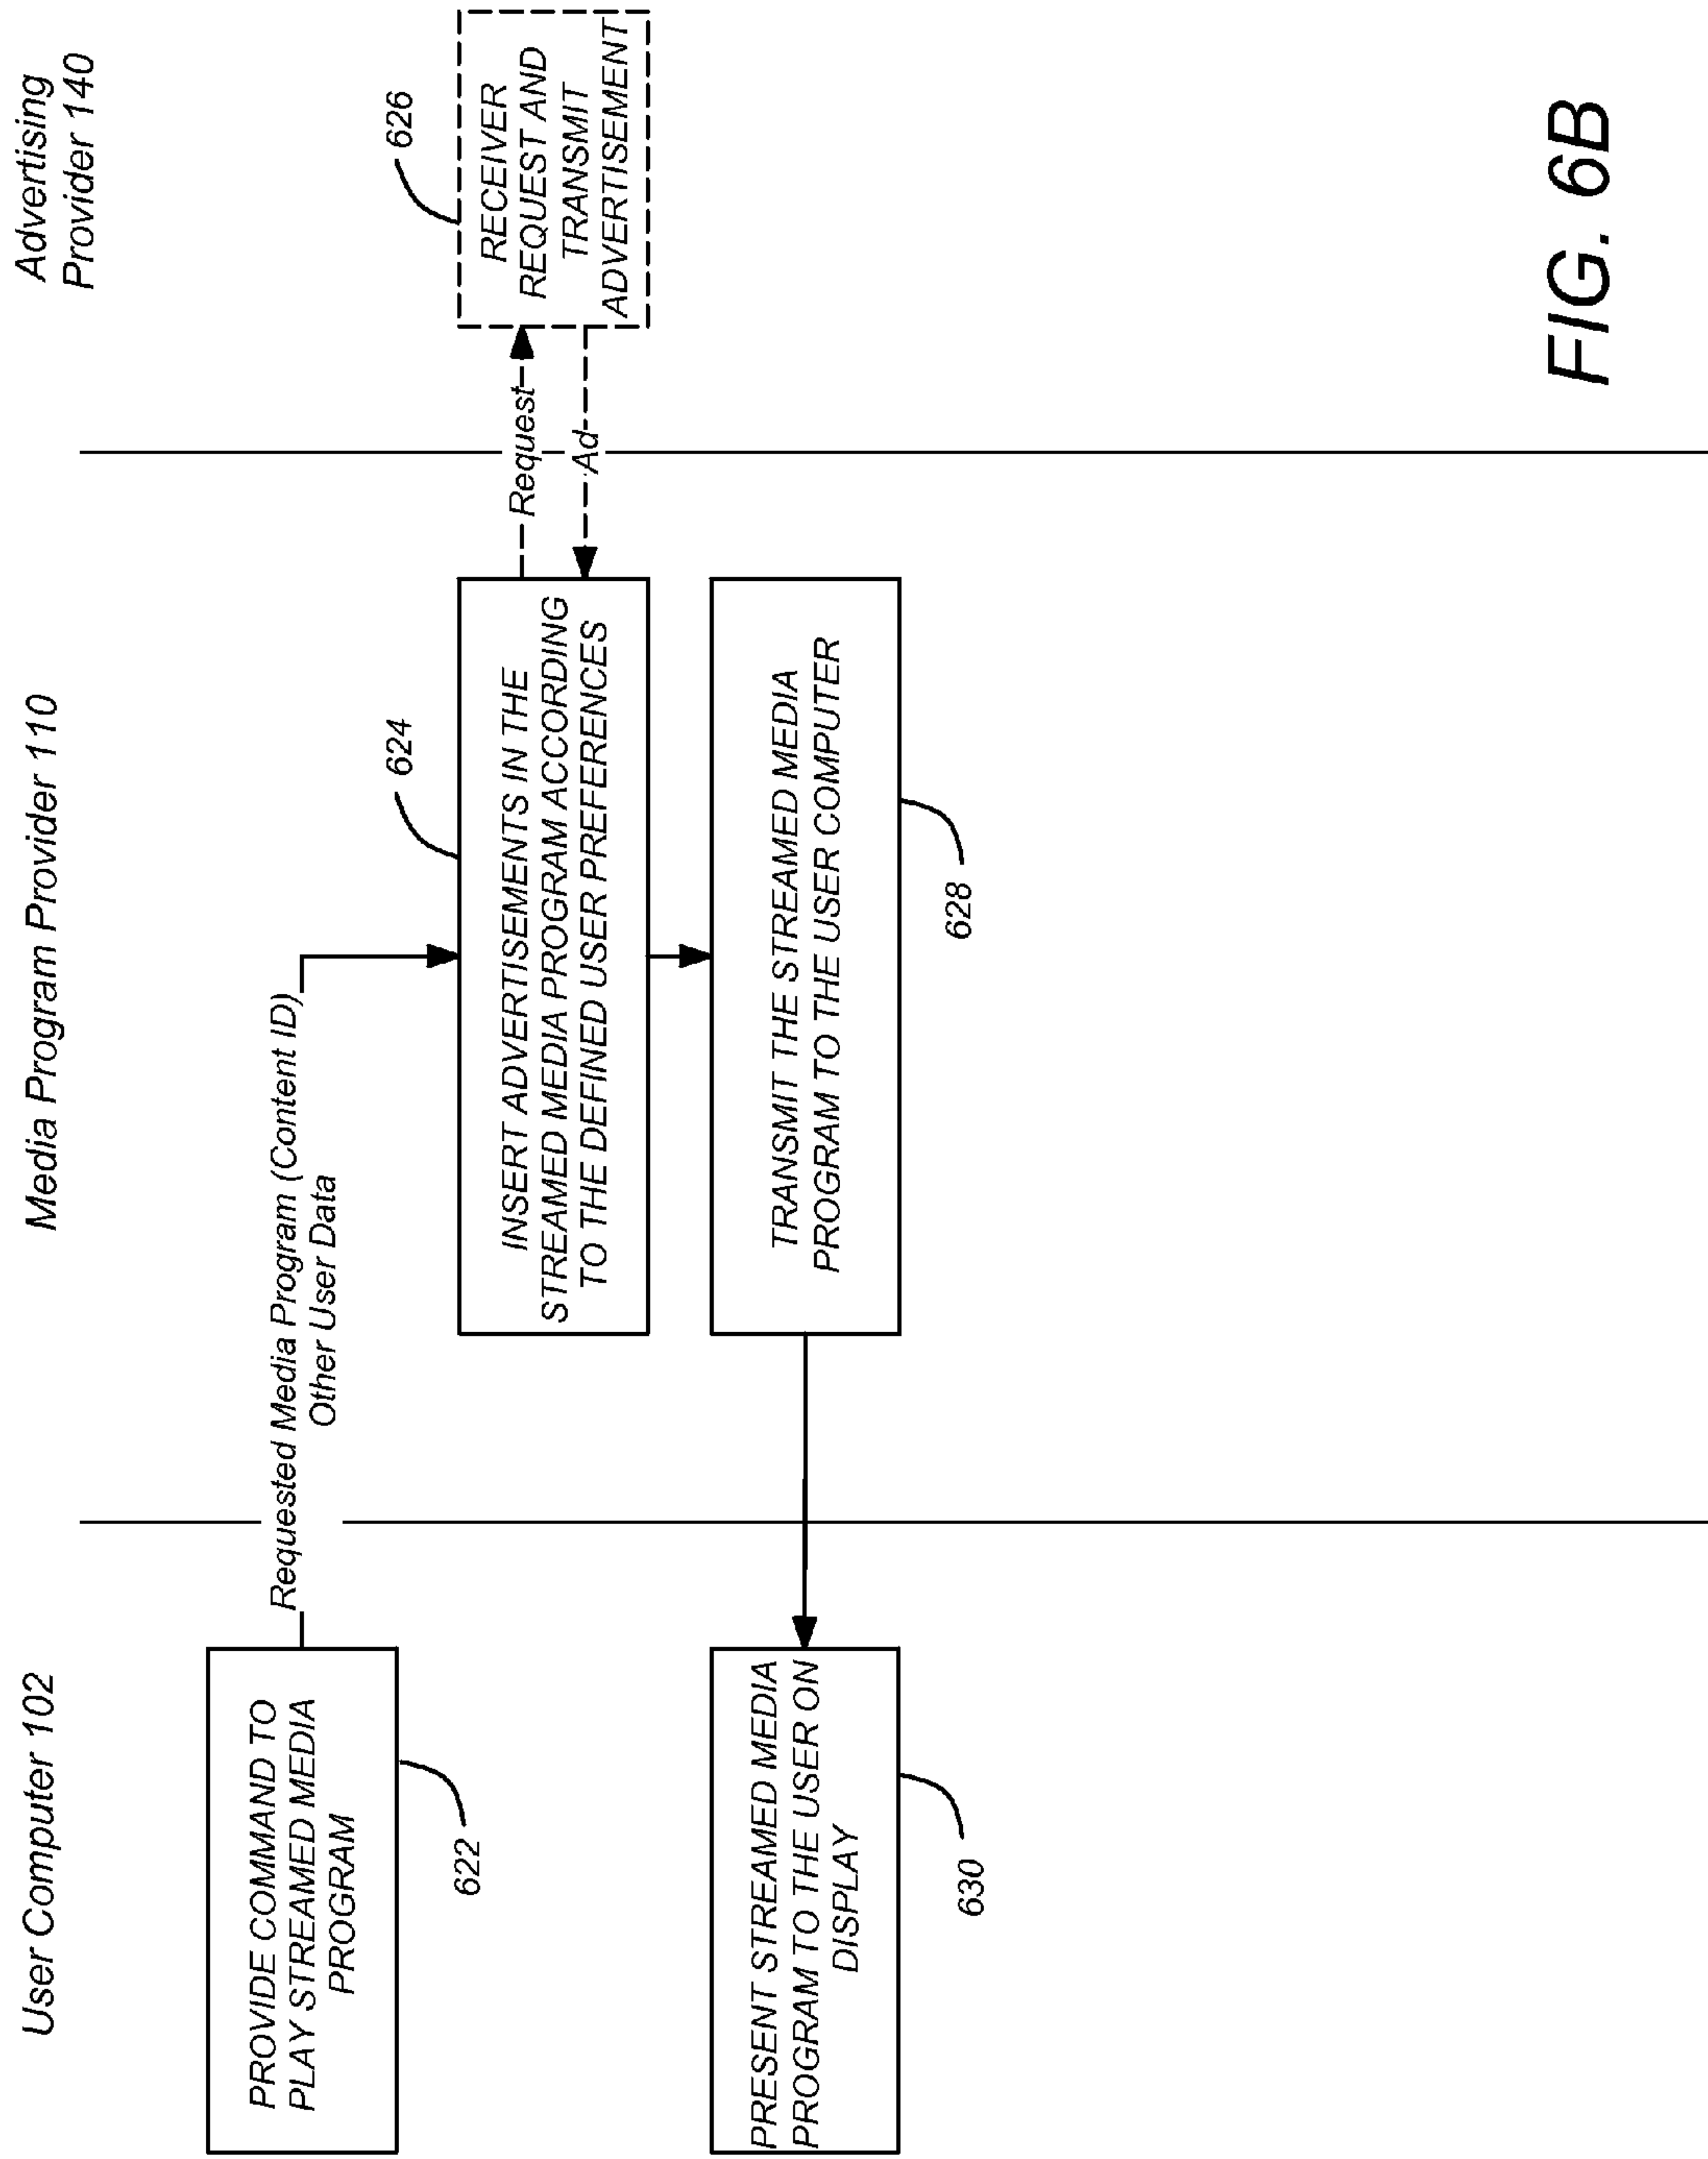 User Computer 102
Media Program Provider 110
Advertising
Provider 140
PROVIDE COMMAND TO
PLAY STREAMED MEDIA
PROGRAM
622
Requested Media Program (Content ID)
Other User Data
624
INSERT ADVERTISEMENTS IN THE
STREAMED MEDIA PROGRAM ACCORDING
TO THE DEFINED USER PREFERENCES
Request
Ad
626
RECEIVER
REQUEST AND
TRANSMIT
ADVERTISEMENT
TRANSMIT THE STREAMED MEDIA
PROGRAM TO THE USER COMPUTER
628
PRESENT STREAMED MEDIA
PROGRAM TO THE USER ON
DISPLAY
630
FIG. 6B